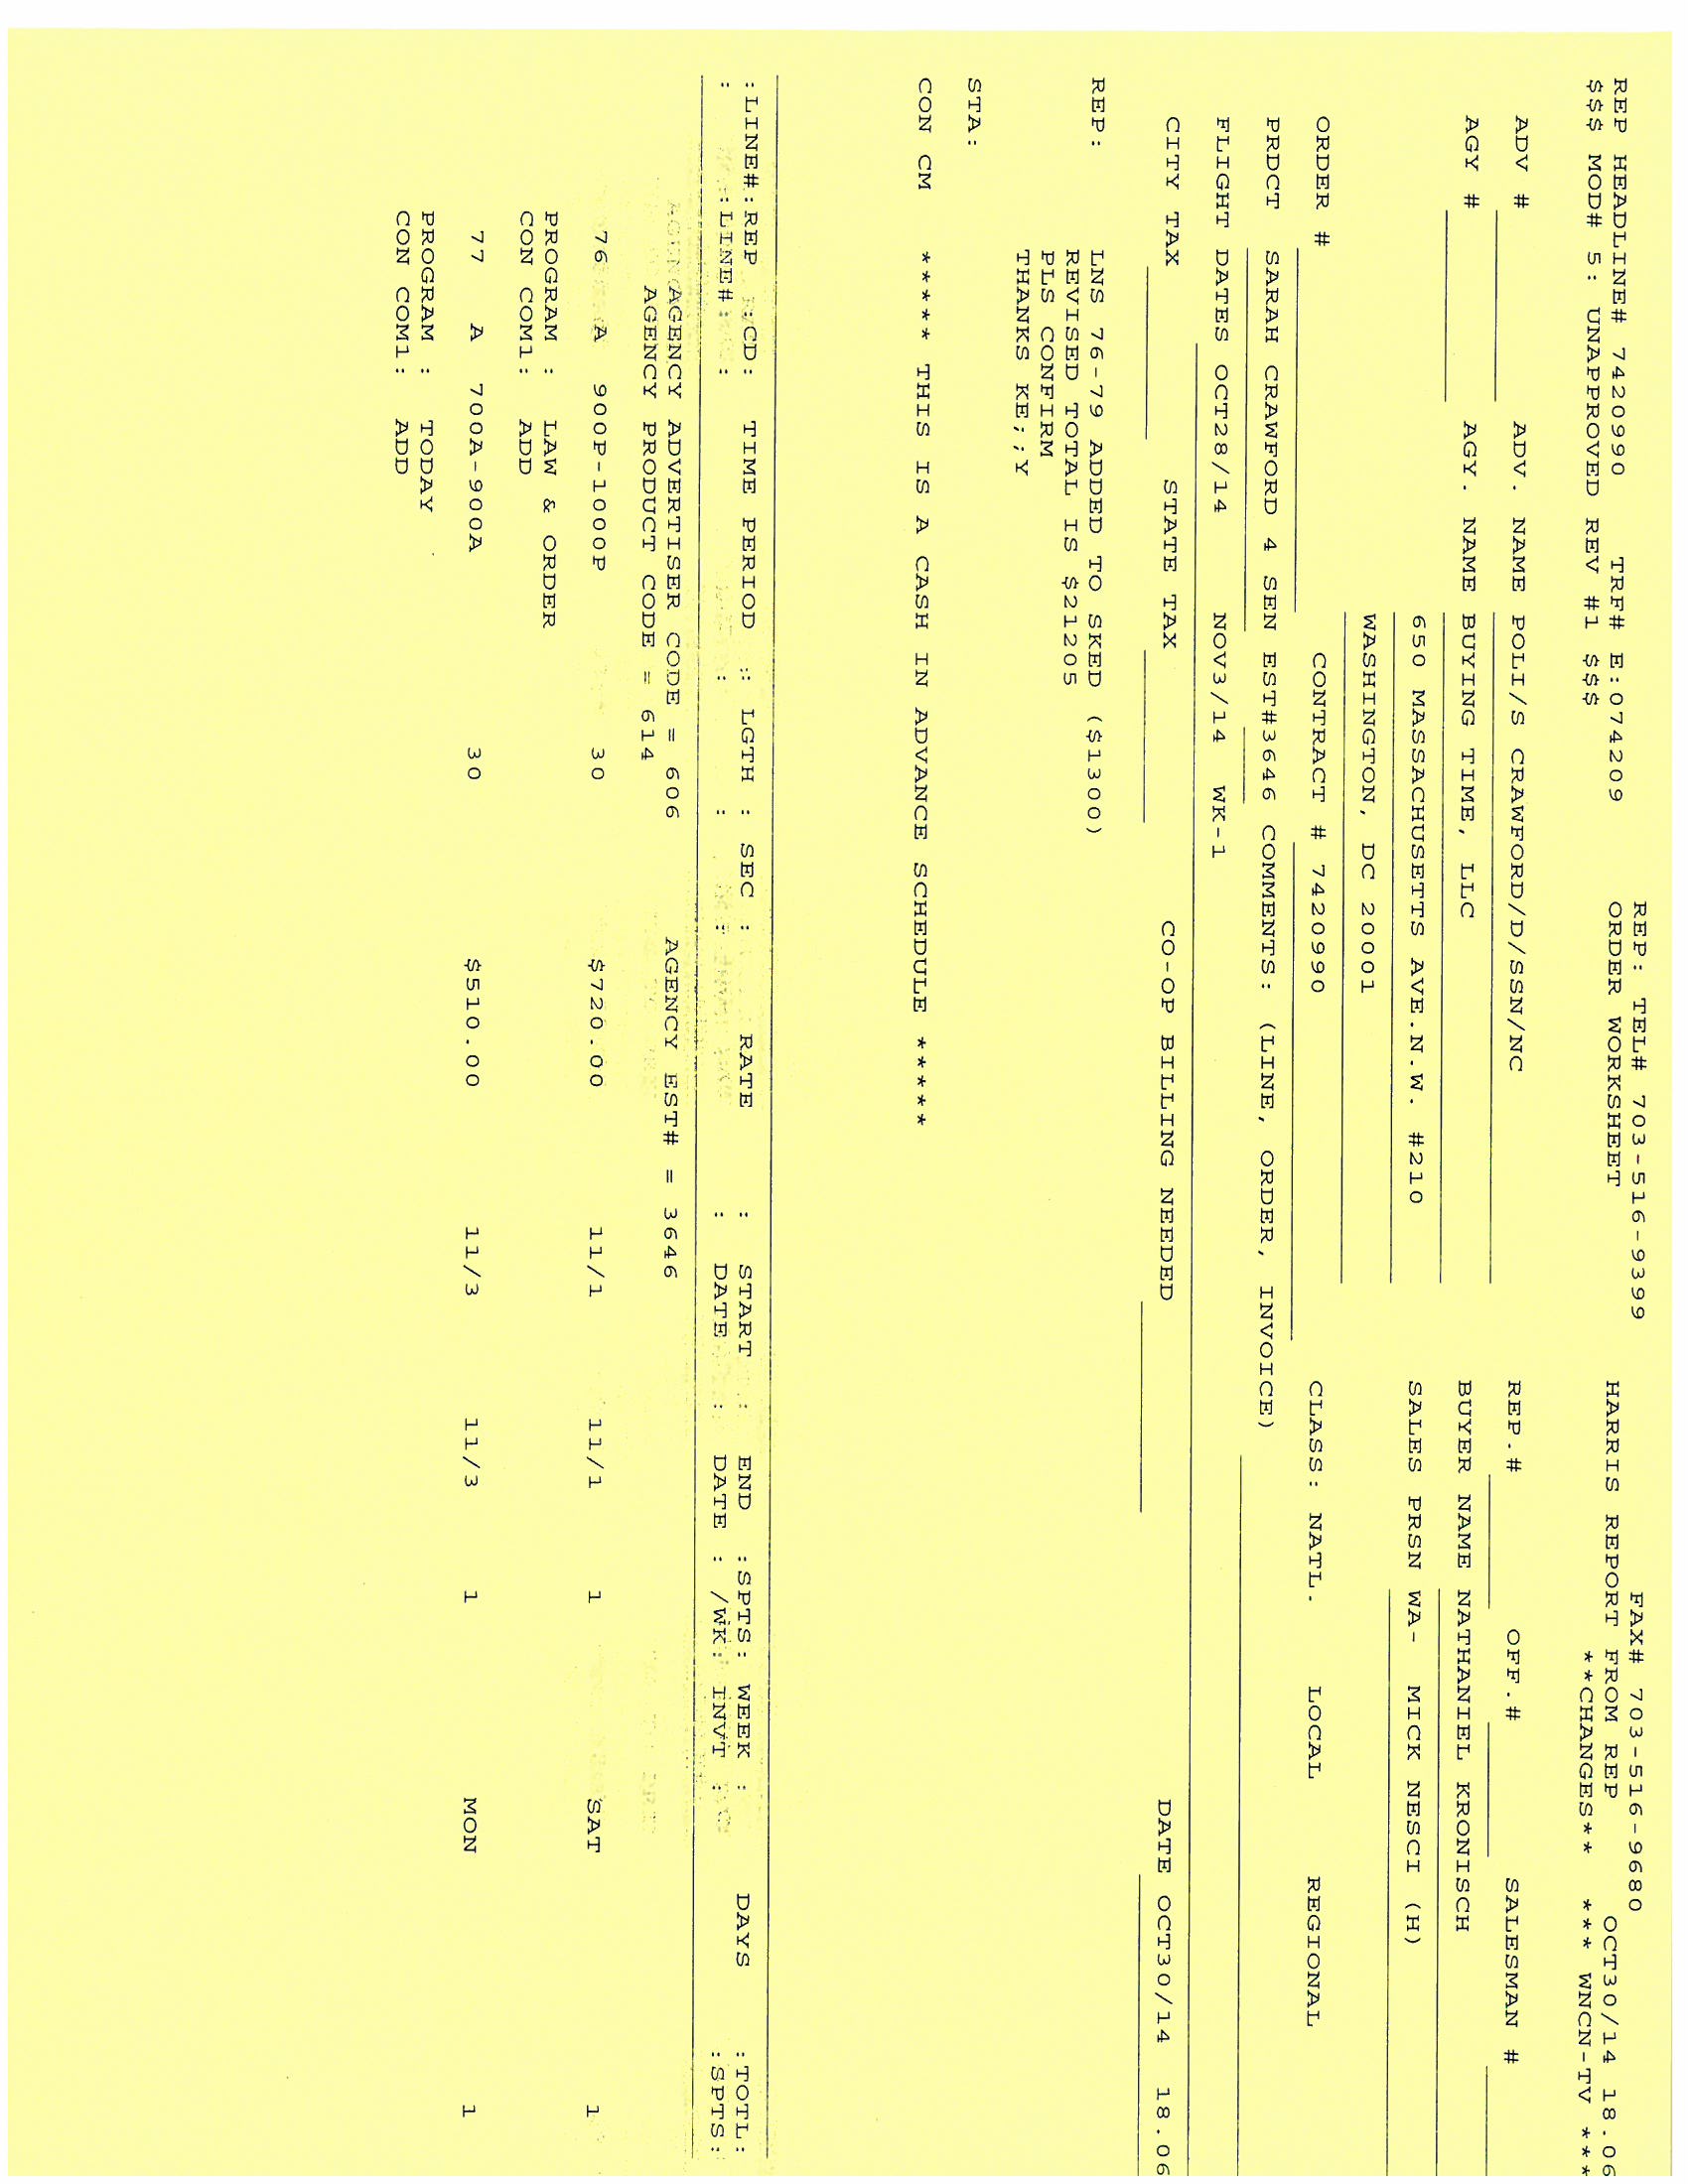 REP: TEL# 703-516-9399 FAX# 703-516-9680
REP HEADLINE# 7420990 TRF# E:074209 ORDER WORKSHEET HARRIS REPORT FROM REP OCT30/14 18.06
$$$ MOD# 5: UNAPPROVED REV #1 $$$ **CHANGES** *** WNCN-TV ***
ADV # ADV. NAME POLI/S CRAWFORD/D/SSN/NC REP.# OFF.# SALESMAN #
AGY # AGY. NAME BUYING TIME, LLC BUYER NAME NATHANIEL KRONISCH
650 MASSACHUSETTS AVE.N.W. #210 SALES PRSN WA- MICK NESCI (H)
WASHINGTON, DC 20001
ORDER # CONTRACT # 7420990 CLASS: NATL. LOCAL REGIONAL
PRDCT SARAH CRAWFORD 4 SEN EST#3646 COMMENTS: (LINE, ORDER, INVOICE)
FLIGHT DATES OCT28/14 NOV3/14 WK-1
CITY TAX STATE TAX CO-OP BILLING NEEDED DATE OCT30/14 18.06
REP: LNS 76-79 ADDED TO SKED ($1300)
REVISED TOTAL IS $21205
PLS CONFIRM
THANKS KE;;Y
STA:
CON CM ***** THIS IS A CASH IN ADVANCE SCHEDULE *****
:LINE#:REP :CD: TIME PERIOD : LGTH : SEC : RATE : START : END :SPTS: WEEK : DAYS :TOTL:
: :LINE#: : : : : : DATE : DATE : /WK: INVT : :SPTS:
AGENCY ADVERTISER CODE = 606 AGENCY EST# = 3646
AGENCY PRODUCT CODE = 614
76 A 900P-1000P 30 $720.00 11/1 11/1 1 SAT 1
PROGRAM : LAW & ORDER
CON COM1: ADD
77 A 700A-900A 30 $510.00 11/3 11/3 1 MON 1
PROGRAM : TODAY
CON COM1: ADD